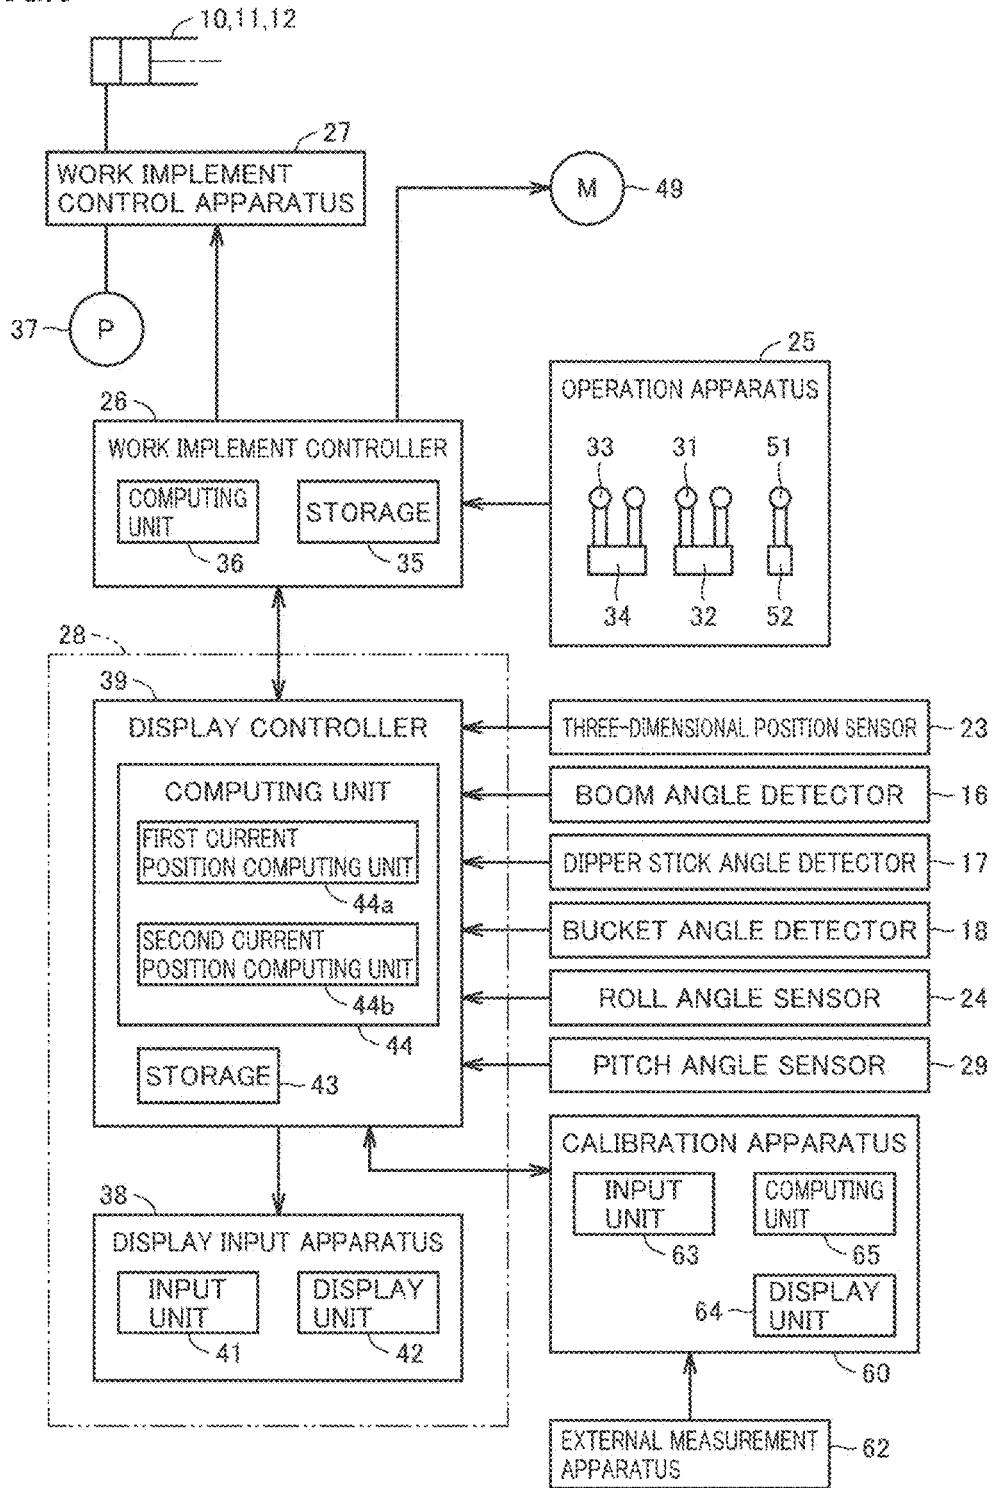 10,11,12
27
WORK IMPLEMENT
CONTROL APPARATUS
M
49
37
P
25
OPERATION APPARATUS
26
WORK IMPLEMENT CONTROLLER
33
31
51
COMPUTING
UNIT
STORAGE
36
35
34
32
52
28
39
DISPLAY CONTROLLER
THREE-DIMENSIONAL POSITION SENSOR
23
COMPUTING UNIT
BOOM ANGLE DETECTOR
16
FIRST CURRENT
POSITION COMPUTING UNIT
DIPPER STICK ANGLE DETECTOR
17
44a
SECOND CURRENT
POSITION COMPUTING UNIT
BUCKET ANGLE DETECTOR
18
44b
ROLL ANGLE SENSOR
24
44
STORAGE
43
PITCH ANGLE SENSOR
29
CALIBRATION APPARATUS
INPUT
UNIT
COMPUTING
UNIT
63
65
38
DISPLAY INPUT APPARATUS
INPUT
UNIT
DISPLAY
UNIT
64
DISPLAY
UNIT
41
42
60
EXTERNAL MEASUREMENT
APPARATUS
62